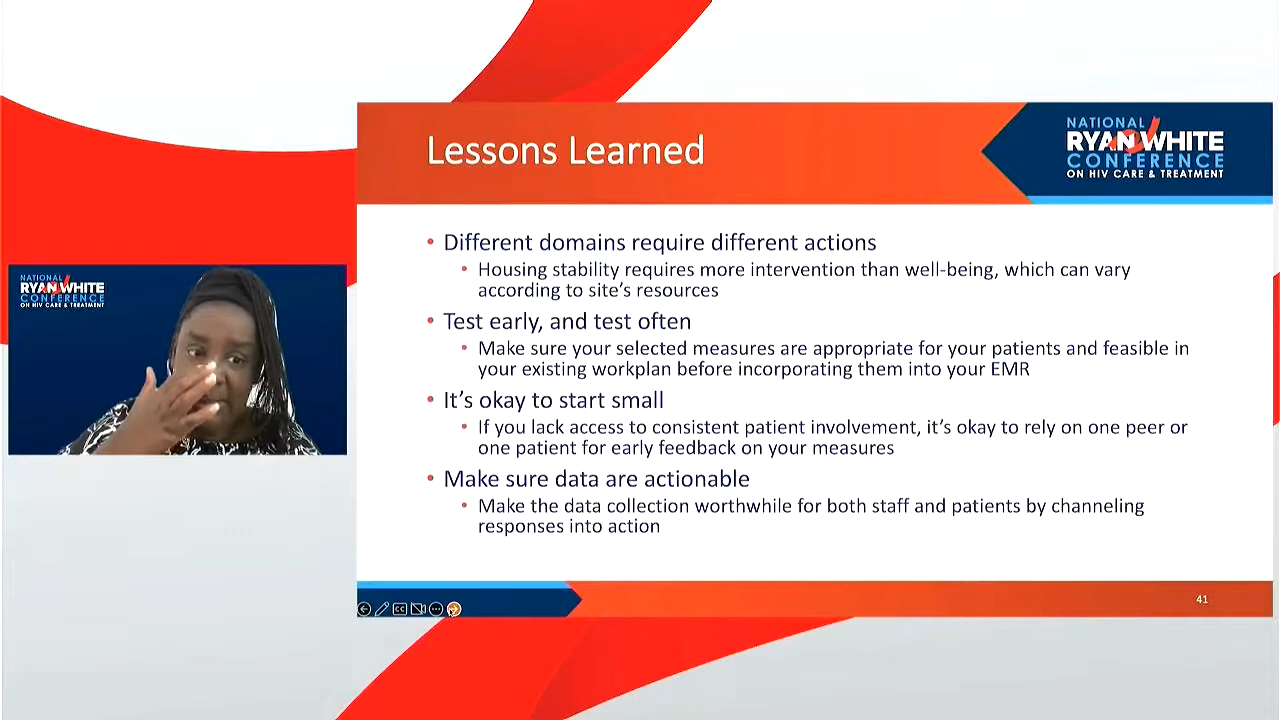 Lessons Learned
NATIONAL
RYAN WHITE
CONFERENCE
ON HIV CARE & TREATMENT
• Different domains require different actions
• Housing stability requires more intervention than well-being, which can vary
according to site’s resources
• Test early, and test often
• Make sure your selected measures are appropriate for your patients and feasible in
your existing workplan before incorporating them into your EMR
• It’s okay to start small
• If you lack access to consistent patient involvement, it’s okay to rely on one peer or
one patient for early feedback on your measures
• Make sure data are actionable
• Make the data collection worthwhile for both staff and patients by channeling
responses into action
41
CC
NATIONAL
RYAN WHITE
CONFERENCE
ON HIV CARE & TREATMENT